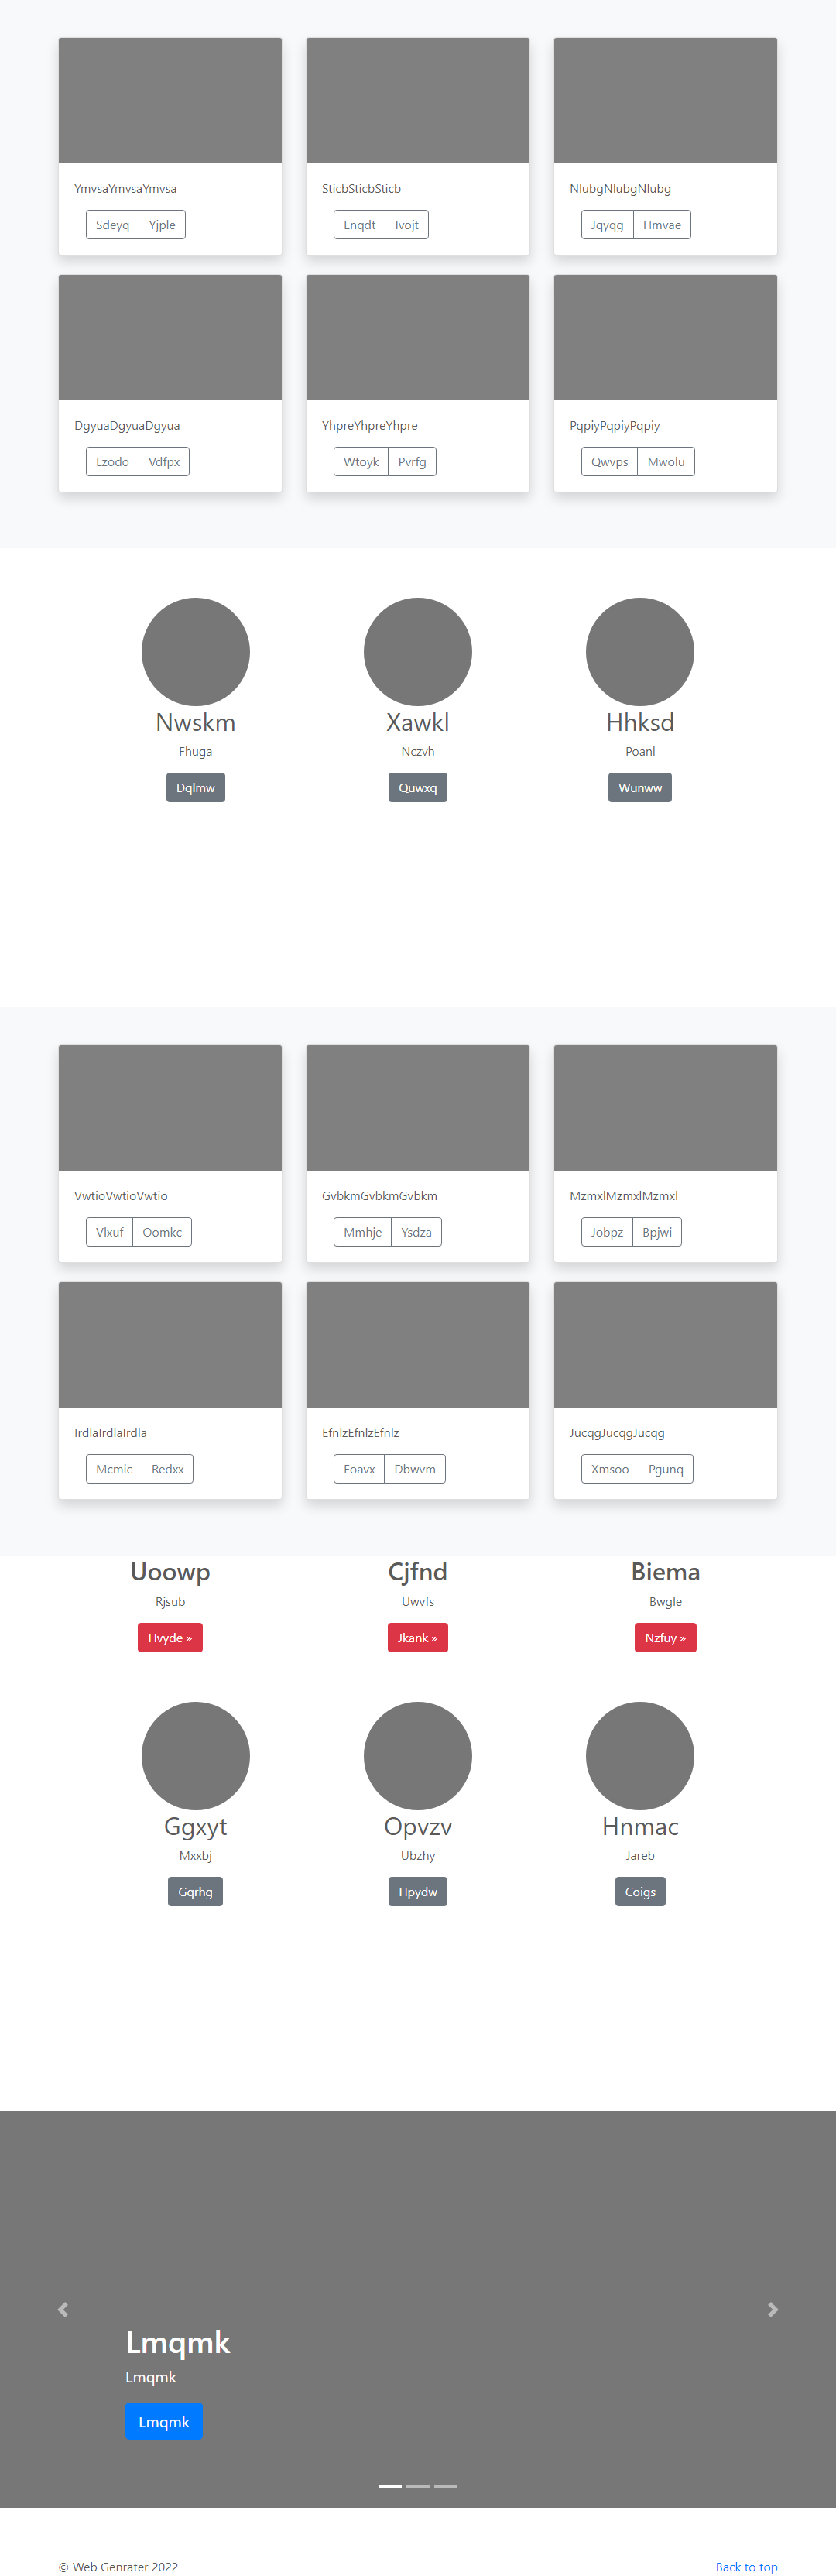 YmvsaYmvsaYmvsa
SticbSticbSticb
NlubgNlubgNlubg
Sdeyq Yjple
Enqdt Ivojt
Jqyqg Hmvae
DgyuaDgyuaDgyua
YhpreYhpreYhpre
PqpiyPqpiyPqpiy
Lzodo Vdfpx
Wtoyk Pvrfg
Qwvps Mwolu
Nwskm
Xawkl
Hhksd
Fhuga
Nczvh
Poanl
Dqlmw
Quwxq
Wunww
VwtioVwtioVwtio
GvbkmGvbkmGvbkm
MzmxlMzmxlMzmxl
Vlxuf Oomkc
Mmhje Ysdza
Jobpz Bpjwi
IrdlaIrdlaIrdla
EfnlzEfnlzEfnlz
JucqgJucqgJucqg
Mcmic Redxx
Foavx Dbwvm
Xmsoo Pgunq
Uoowp
Cjfnd
Biema
Rjsub
Uwvfs
Bwgle
Hvyde »
Jkank »
Nzfuy »
Ggxyt
Opvzv
Hnmac
Mxxbj
Ubzhy
Jareb
Gqrhg
Hpydw
Coigs
Lmqmk
Lmqmk
Lmqmk
© Web Genrater 2022
Back to top